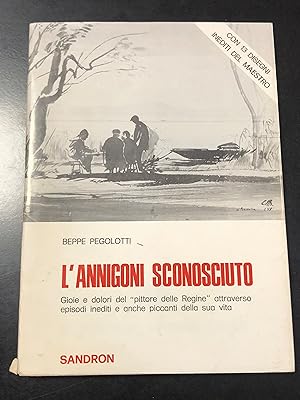 CON 13 DISEGNI
INEDITI DEL MAESTRO
BEPPE PEGOLOTTI
L'ANNIGONI SCONOSCIUTO
Gioie e dolori del "pittore delle Regine" attraverso
episodi inediti e anche piccanti della sua vita
SANDRON